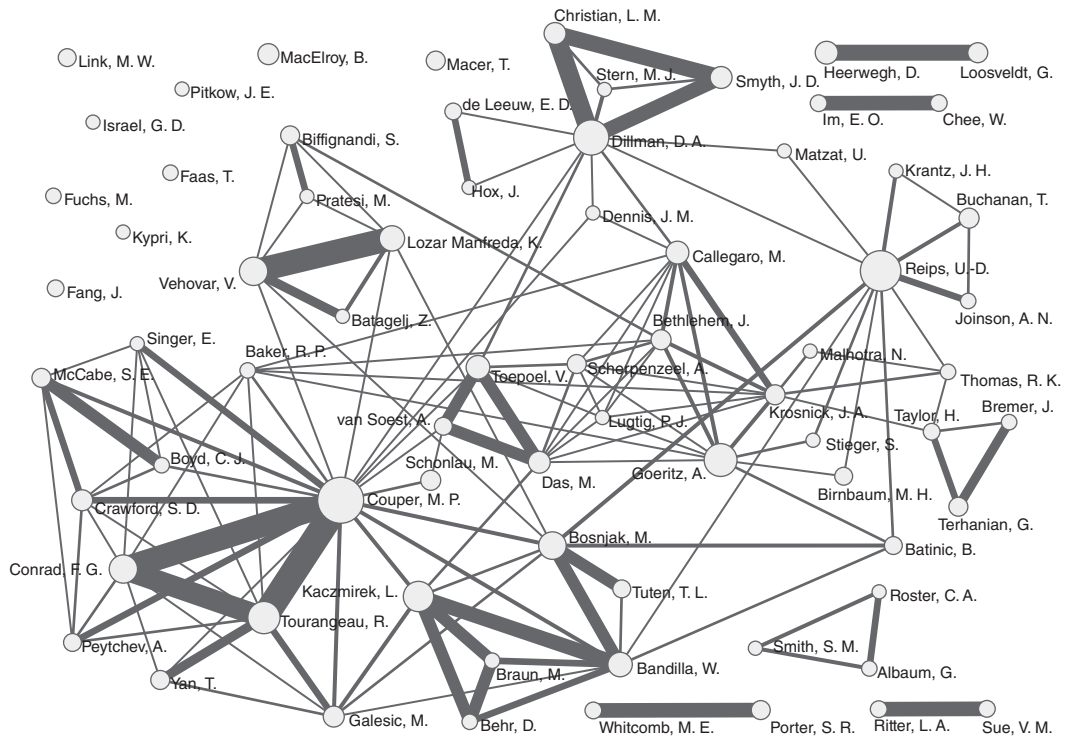 Christian, L. M.
Link, M. W.
MacElroy, B.
Macer, T.
Stern, M. J.
Smyth, J. D.
Heerwegh, D.
Loosveldt, G.
Pitkow, J. E.
de Leeuw, E. D.
Im, E. O.
Chee, W.
Israel, G. D.
Biffignandi, S.
Dillman, D. A.
Matzat, U.
Krantz, J. H.
Faas, T.
Hox, J.
Buchanan, T.
Fuchs, M.
Pratesi, M.
Dennis, J. M.
Kypri, K.
Lozar Manfreda, K.
Callegaro, M.
Reips, U.-D.
Vehovar, V.
Fang, J.
Batagelj, Z.
Bethlehem, J.
Joinson, A. N.
Singer, E.
Baker, R. P.
Malhotra, N.
McCabe, S. E.
Toepoel, V.
Scherpenzeel, A.
Thomas, R. K.
Krosnick, J. A.
Taylor, H.
Bremer, J.
van Soest, A.
Lugtig, P. J.
Stieger, S.
Boyd, C. J.
Schonlau, M.
Das, M.
Goeritz, A.
Birnbaum, M. H.
Crawford, S. D.
Couper, M. P.
Terhanian, G.
Bosnjak, M.
Batinic, B.
Conrad, F. G.
Kaczmirek, L.
Tuten, T. L.
Roster, C. A.
Tourangeau, R.
Peytchev, A.
Smith, S. M.
Braun, M.
Bandilla, W.
Albaum, G.
Yan, T.
Galesic, M.
Behr, D.
Whitcomb, M. E.
Porter, S. R.
Ritter, L. A.
Sue, V. M.